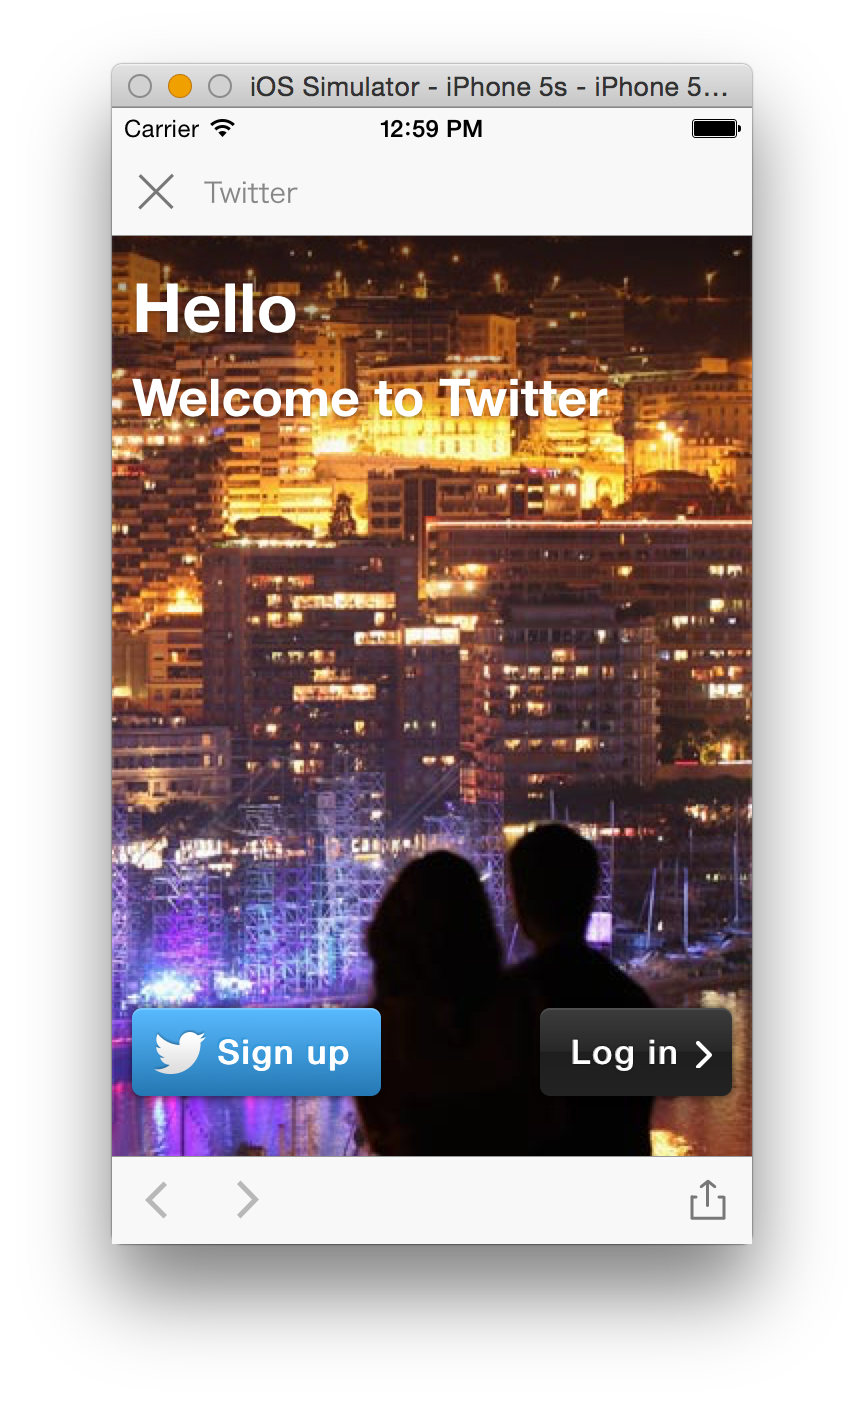 iOS Simulator - iPhone 5s - iPhone 5…
Carrier 12:59 PM
Twitter
Hello
Welcome to Twitter
Sign up Log in